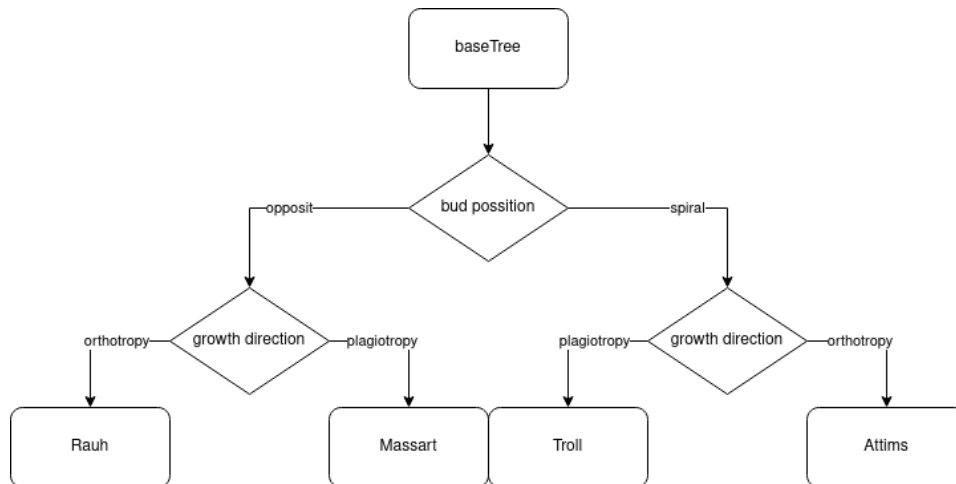 baseTree
bud possition
opposit
spiral
growth direction
growth direction
orthotropy
plagiotropy
plagiotropy
orthotropy
Rauh
Massart
Troll
Attims